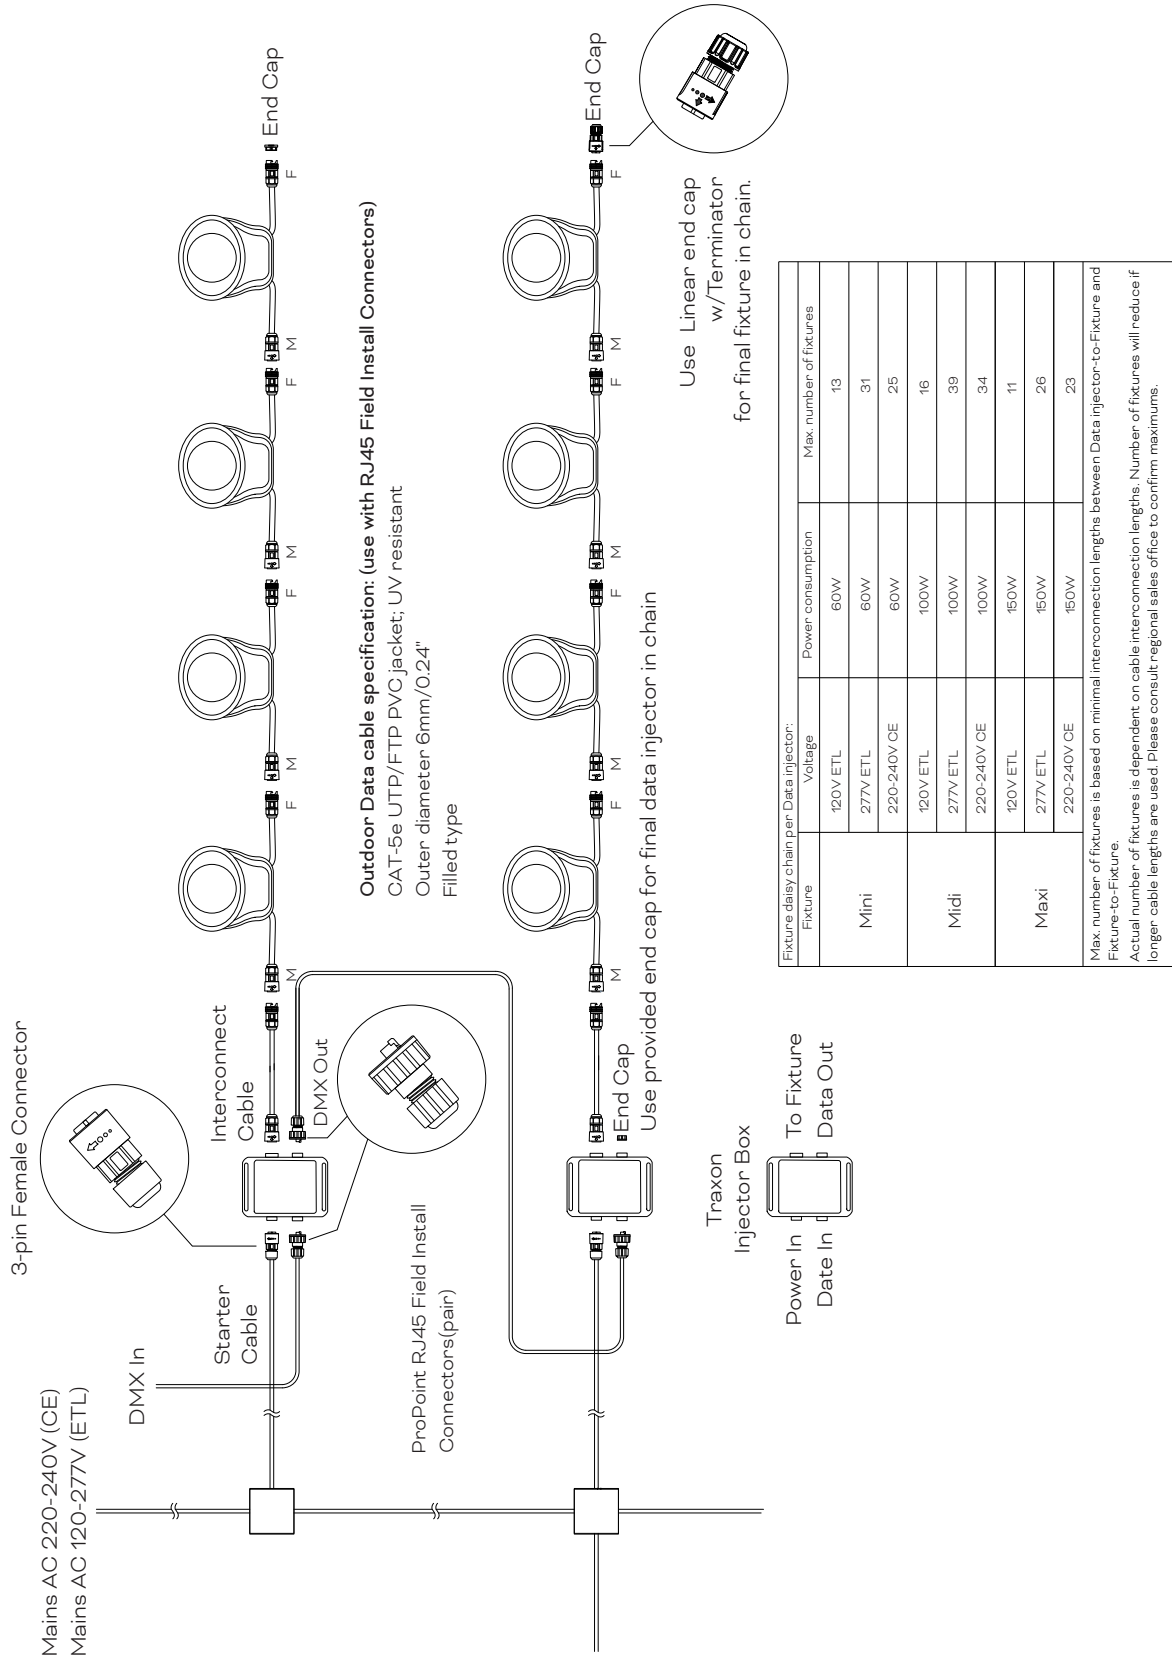 Mains AC 220-240V (CE)
Mains AC 120-277V (ETL)
3-pin Female Connector
DMX In
Starter
Cable
Interconnect
Cable
DMX Out
M
F
M
F
M
F
M
F
End Cap
ProPoint RJ45 Field Install
Connectors(pair)
Outdoor Data cable specification: (use with RJ45 Field Install Connectors)
CAT-5e UTP/FTP PVC jacket; UV resistant
Outer diameter 6mm/0.24"
Filled type
M
F
M
F
M
F
M
F
End Cap
End Cap
Use provided end cap for final data injector in chain
Use Linear end cap
w/Terminator
for final fixture in chain.
Traxon
Injector Box
Power In
Date In
To Fixture
Data Out
Fixture daisy chain per Data injector:
Fixture Voltage Power consumption Max. number of fixtures
Mini 120V ETL 60W 13
277V ETL 60W 31
220-240V CE 60W 25
Midi 120V ETL 100W 16
277V ETL 100W 39
220-240V CE 100W 34
Maxi 120V ETL 150W 11
277V ETL 150W 26
220-240V CE 150W 23
Max. number of fixtures is based on minimal interconnection lengths between Data injector-to-Fixture and
Fixture-to-Fixture.
Actual number of fixtures is dependent on cable interconnection lengths. Number of fixtures will reduce if
longer cable lengths are used. Please consult regional sales office to confirm maximums.